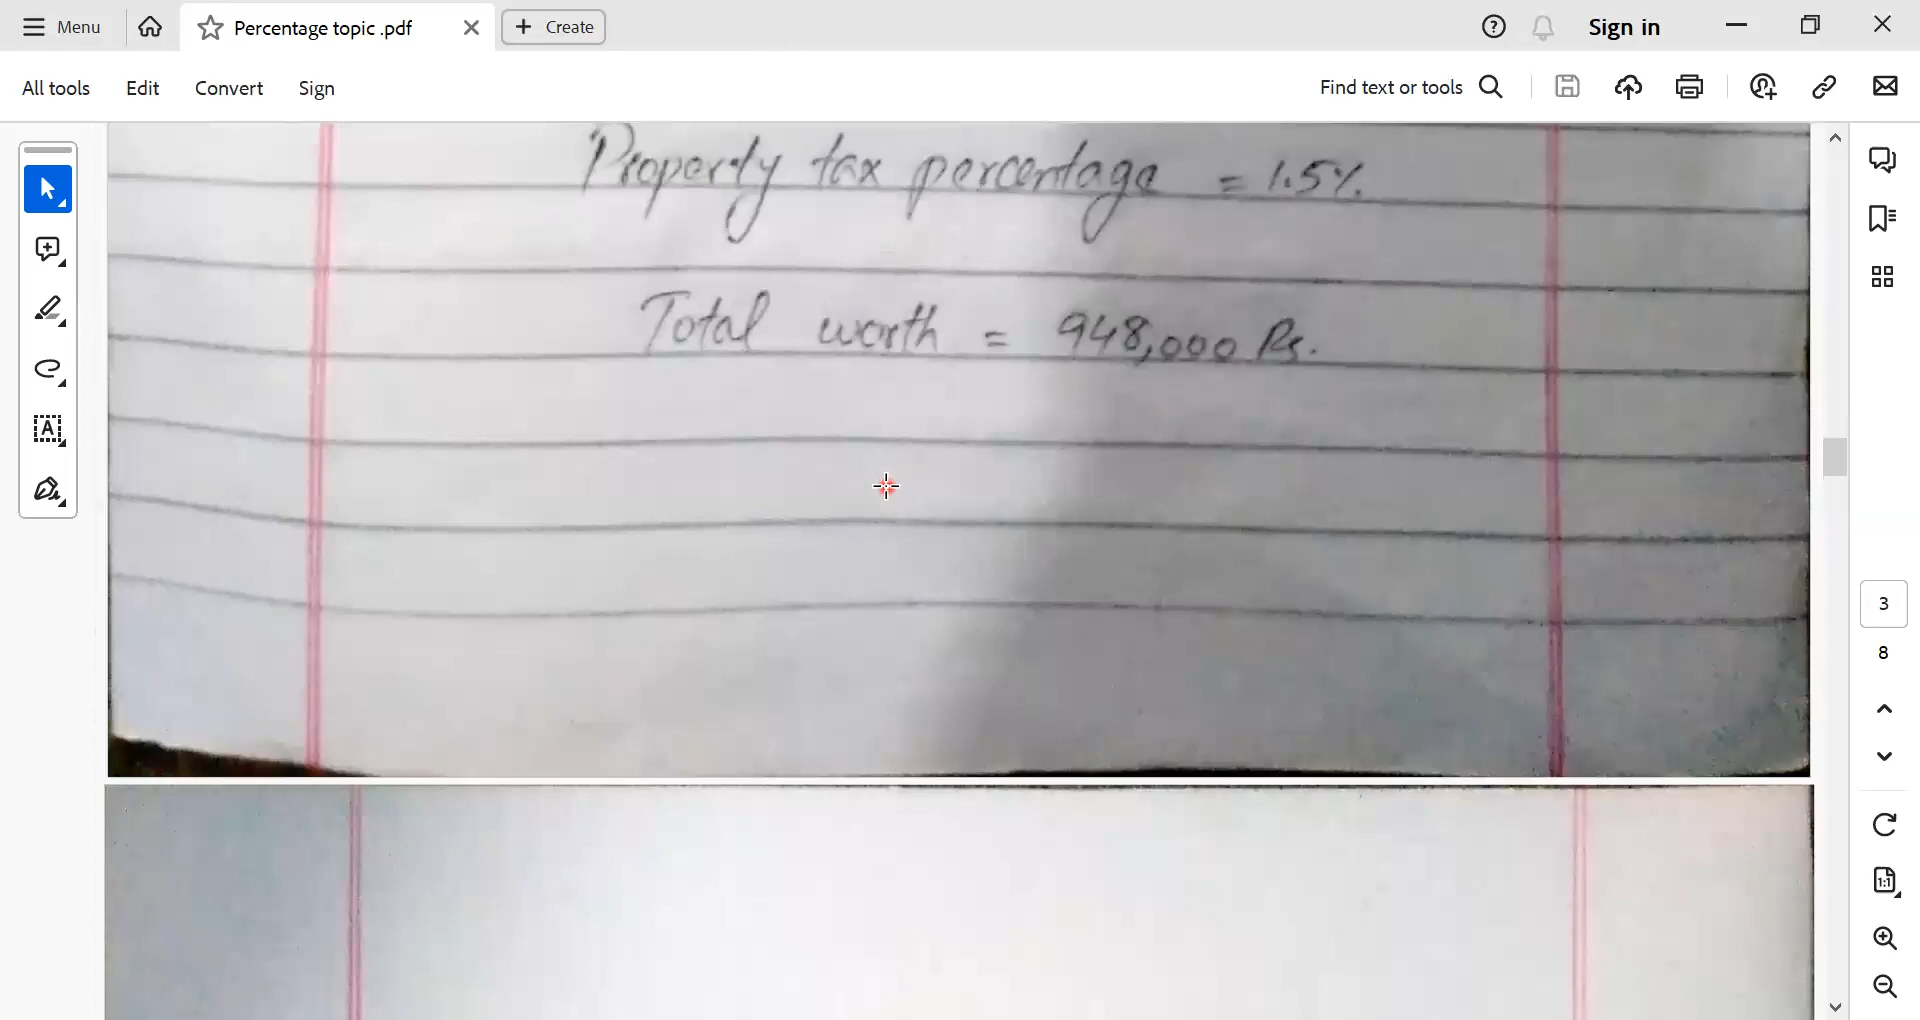 Menu
Percentage topic .pdf
Create
Sign in
All tools
Edit
Convert
Sign
Find text or tools
Property tax percentage = 1.5%.
Total worth = 948,000 Rs.
3
8